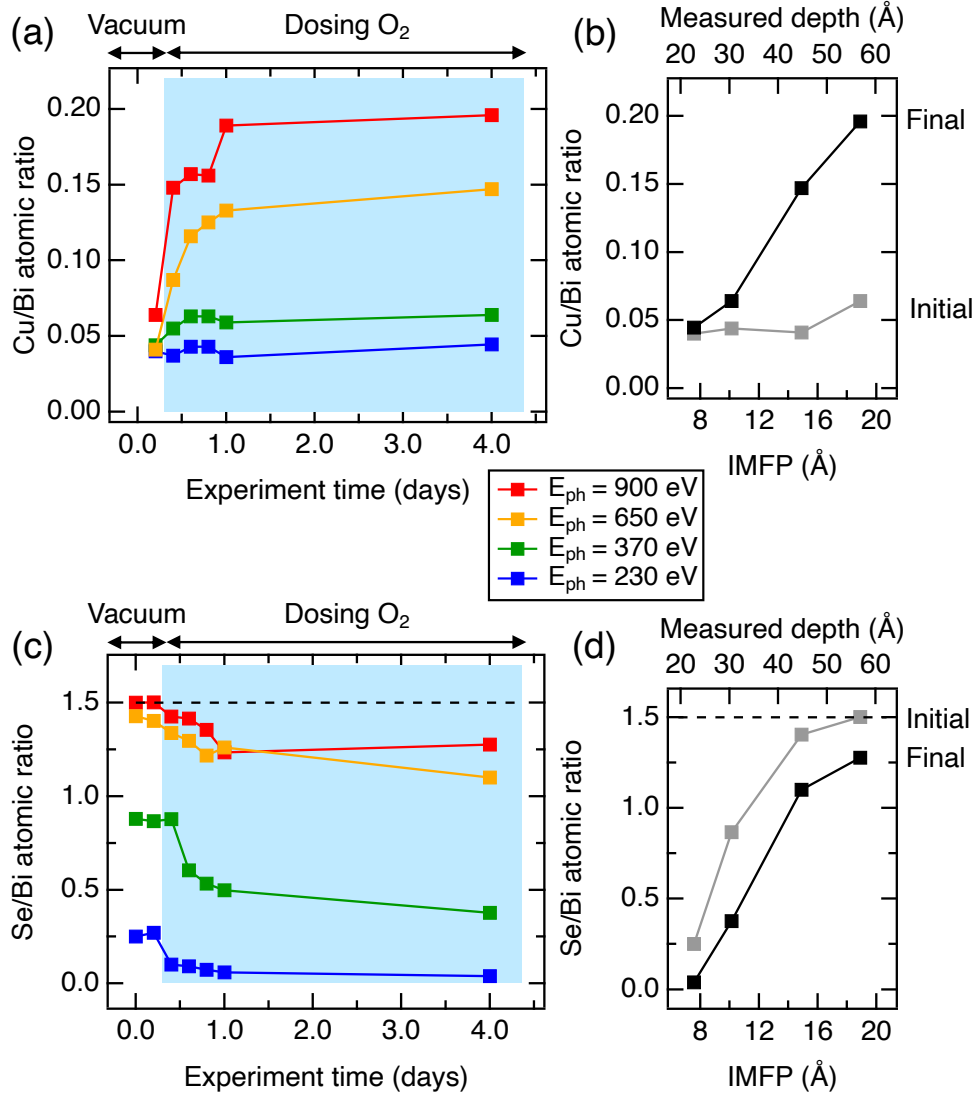 (a)
Vacuum
Dosing O₂
Cu/Bi atomic ratio
0.20
0.15
0.10
0.05
0.00
0.0 1.0 2.0 3.0 4.0
Experiment time (days)
(b)
Measured depth (Å)
20 30 40 50 60
Cu/Bi atomic ratio
0.20
0.15
0.10
0.05
0.00
Final
Initial
8 12 16 20
IMFP (Å)
E_ph = 900 eV
E_ph = 650 eV
E_ph = 370 eV
E_ph = 230 eV
(c)
Vacuum
Dosing O₂
Se/Bi atomic ratio
1.5
1.0
0.5
0.0
0.0 1.0 2.0 3.0 4.0
Experiment time (days)
(d)
Measured depth (Å)
20 30 40 50 60
Se/Bi atomic ratio
1.5
1.0
1.5
0.0
Initial
Final
8 12 16 20
IMFP (Å)